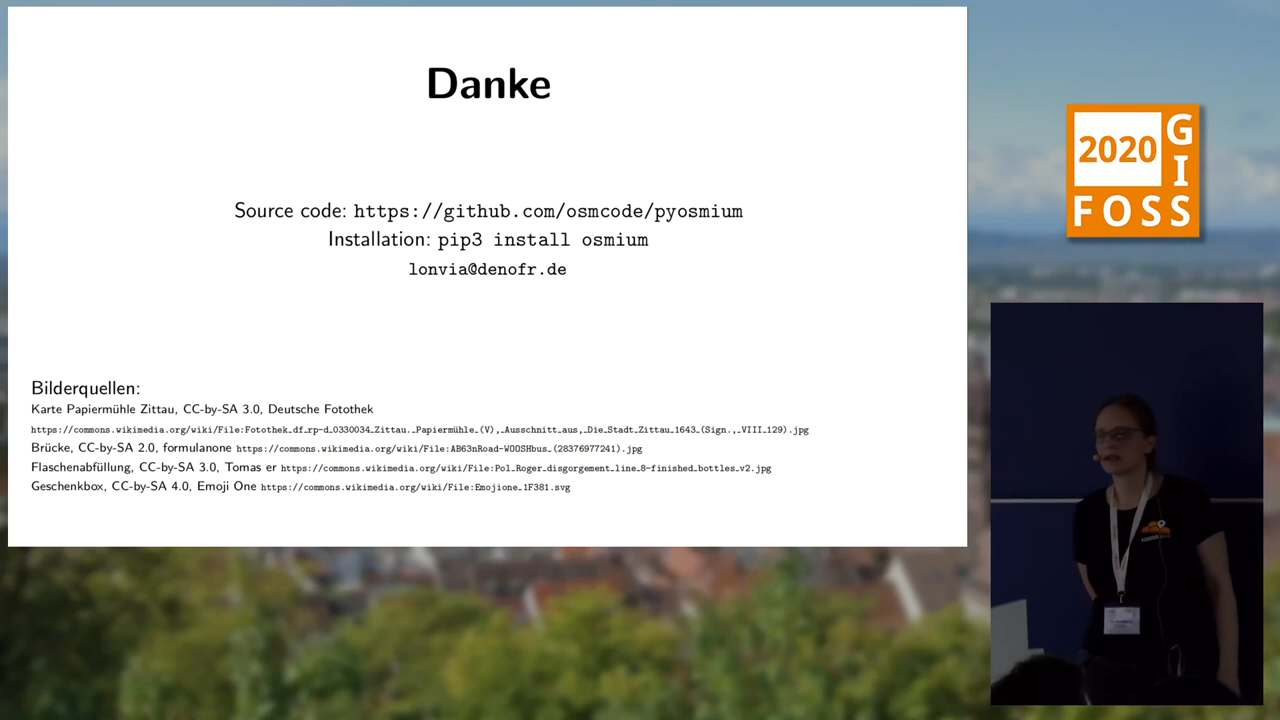 Danke
Source code: https://github.com/osmcode/pyosmium
Installation: pip3 install osmium
lonvia@denofr.de
Bilderquellen:
Karte Papiermühle Zittau, CC-by-SA 3.0, Deutsche Fotothek
https://commons.wikimedia.org/wiki/File:Fotothek_df_rp-d_0330034_Zittau._Papiermühle_(V),_Ausschnitt_aus,_Die_Stadt_Zittau_1643_(Sign.,_VIII_129).jpg
Brücke, CC-by-SA 2.0, formulanone https://commons.wikimedia.org/wiki/File:AB63nRoad-WOOSHbus_(28376977241).jpg
Flaschenabfüllung, CC-by-SA 3.0, Tomas er https://commons.wikimedia.org/wiki/File:Pol_Roger_disgorgement_line_8-finished_bottles_v2.jpg
Geschenkbox, CC-by-SA 4.0, Emoji One https://commons.wikimedia.org/wiki/File:Emojione_1F381.svg
2020 G
I
FOSS